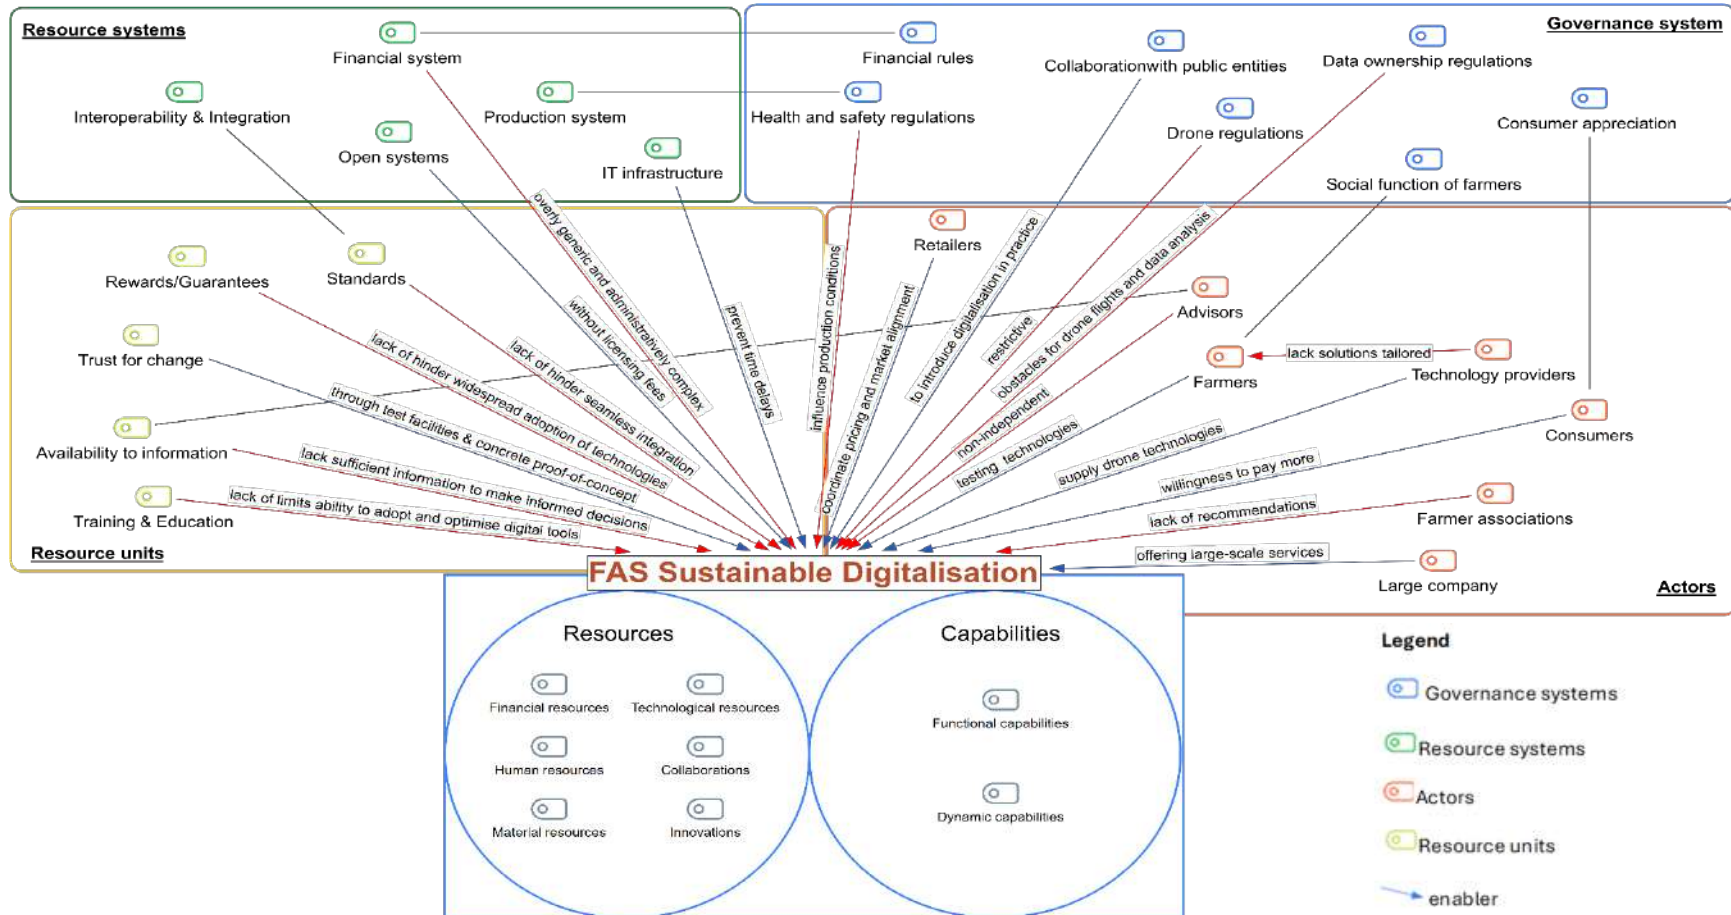 Resource systems
Governance system
Financial system
Financial rules
Collaborationwith public entities
Data ownership regulations
Interoperability & Integration
Production system
Health and safety regulations
Drone regulations
Consumer appreciation
Open systems
IT infrastructure
Social function of farmers
Rewards/Guarantees
Standards
Retailers
Advisors
Trust for change
Farmers
lack solutions tailored
Technology providers
Availability to information
Consumers
Training & Education
Farmer associations
Resource units
Large company
Actors
overly generic and administratively complex
without licensing fees
prevent time delays
influence production conditions
coordinate pricing and market alignment
to introduce digitalisation in practice
restrictive
obstacles for drone flights and data analysis
non-independent
testing technologies
supply drone technologies
willingness to pay more
lack of recommendations
offering large-scale services
lack of hinder widespread adoption of technologies
lack of hinder seamless integration
through test facilities & concrete proof-of-concept
lack sufficient information to make informed decisions
lack of limits ability to adopt and optimise digital tools
FAS Sustainable Digitalisation
Resources
Capabilities
Financial resources
Technological resources
Functional capabilities
Human resources
Collaborations
Material resources
Innovations
Dynamic capabilities
Legend
Governance systems
Resource systems
Actors
Resource units
enabler